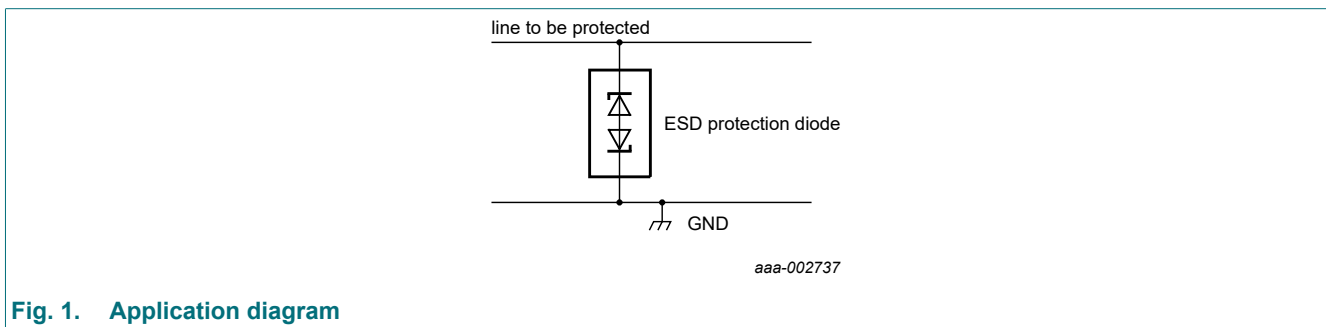 line to be protected
ESD protection diode
GND
aaa-002737
Fig. 1. Application diagram